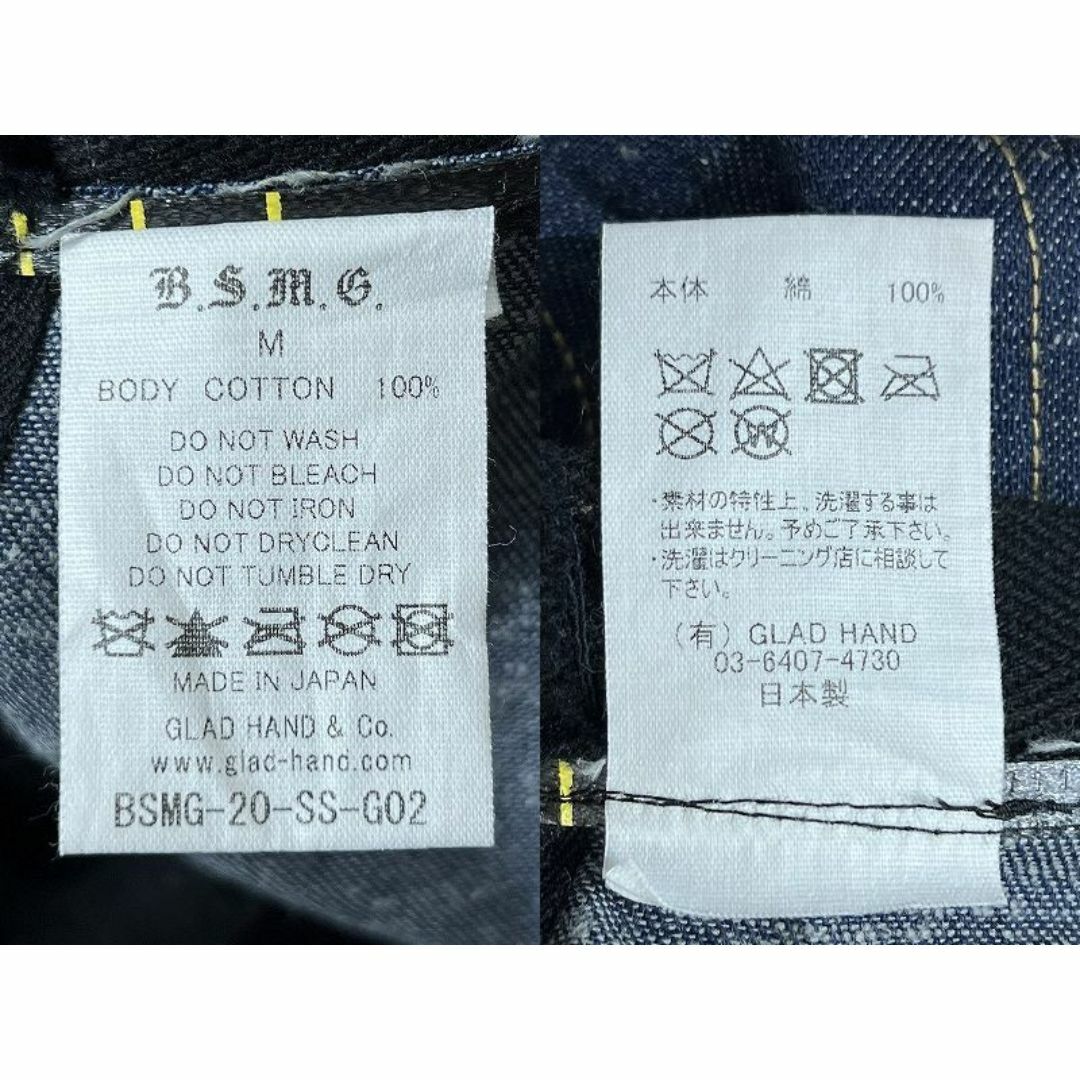 B.S.M.G.
M
BODY COTTON 100%
DO NOT WASH
DO NOT BLEACH
DO NOT IRON
DO NOT DRYCLEAN
DO NOT TUMBLE DRY
MADE IN JAPAN
GLAD HAND & Co.
www.glad-hand.com
BSMG-20-SS-G02
本体 綿 100%
・素材の特性上、洗濯する事は
出来ません。予めご了承下さい。
・洗濯はクリーニング店に相談して
下さい。
(有) GLAD HAND
03-6407-4730
日本製